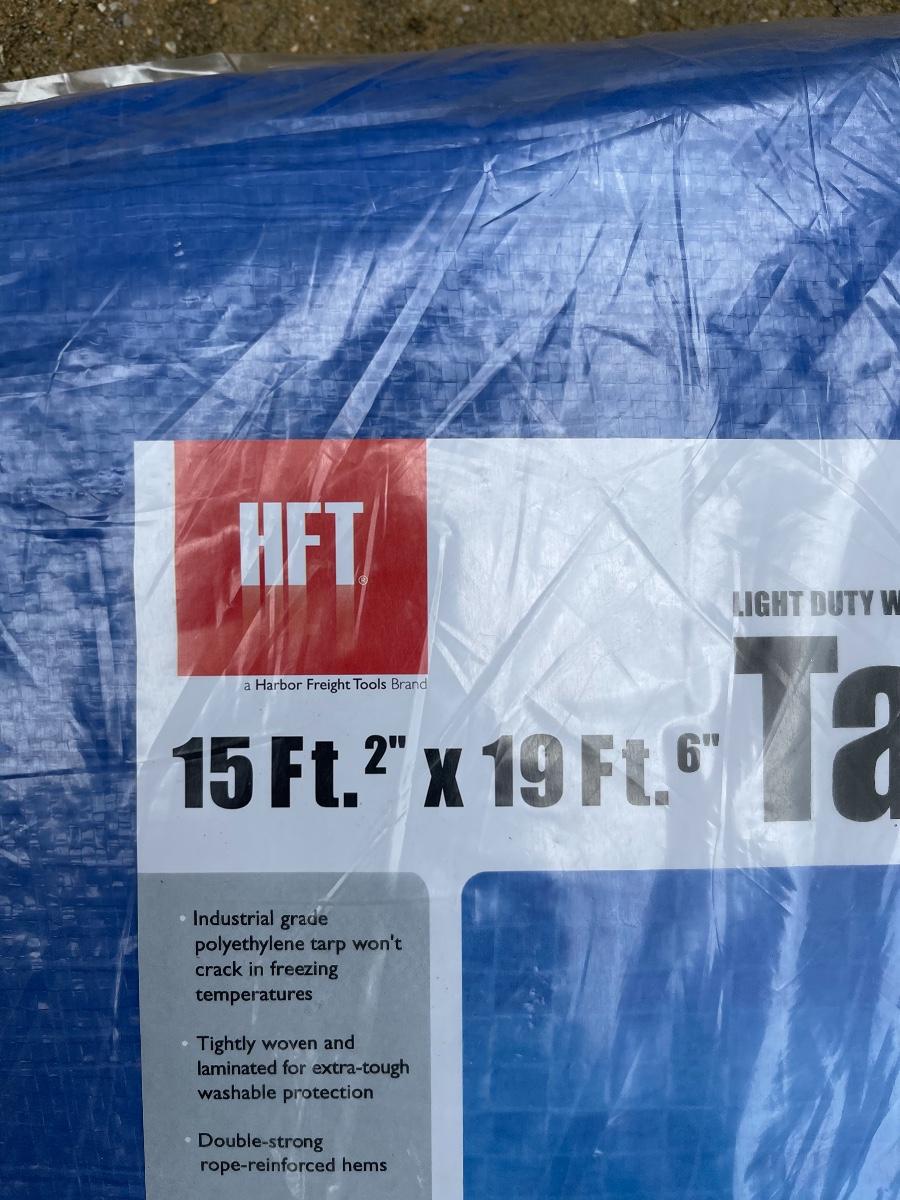 HFT®
a Harbor Freight Tools Brand
LIGHT DUTY
15 Ft. 2" x 19 Ft. 6"
• Industrial grade
polyethylene tarp won't
crack in freezing
temperatures
• Tightly woven and
laminated for extra-tough
washable protection
• Double-strong
rope-reinforced hems